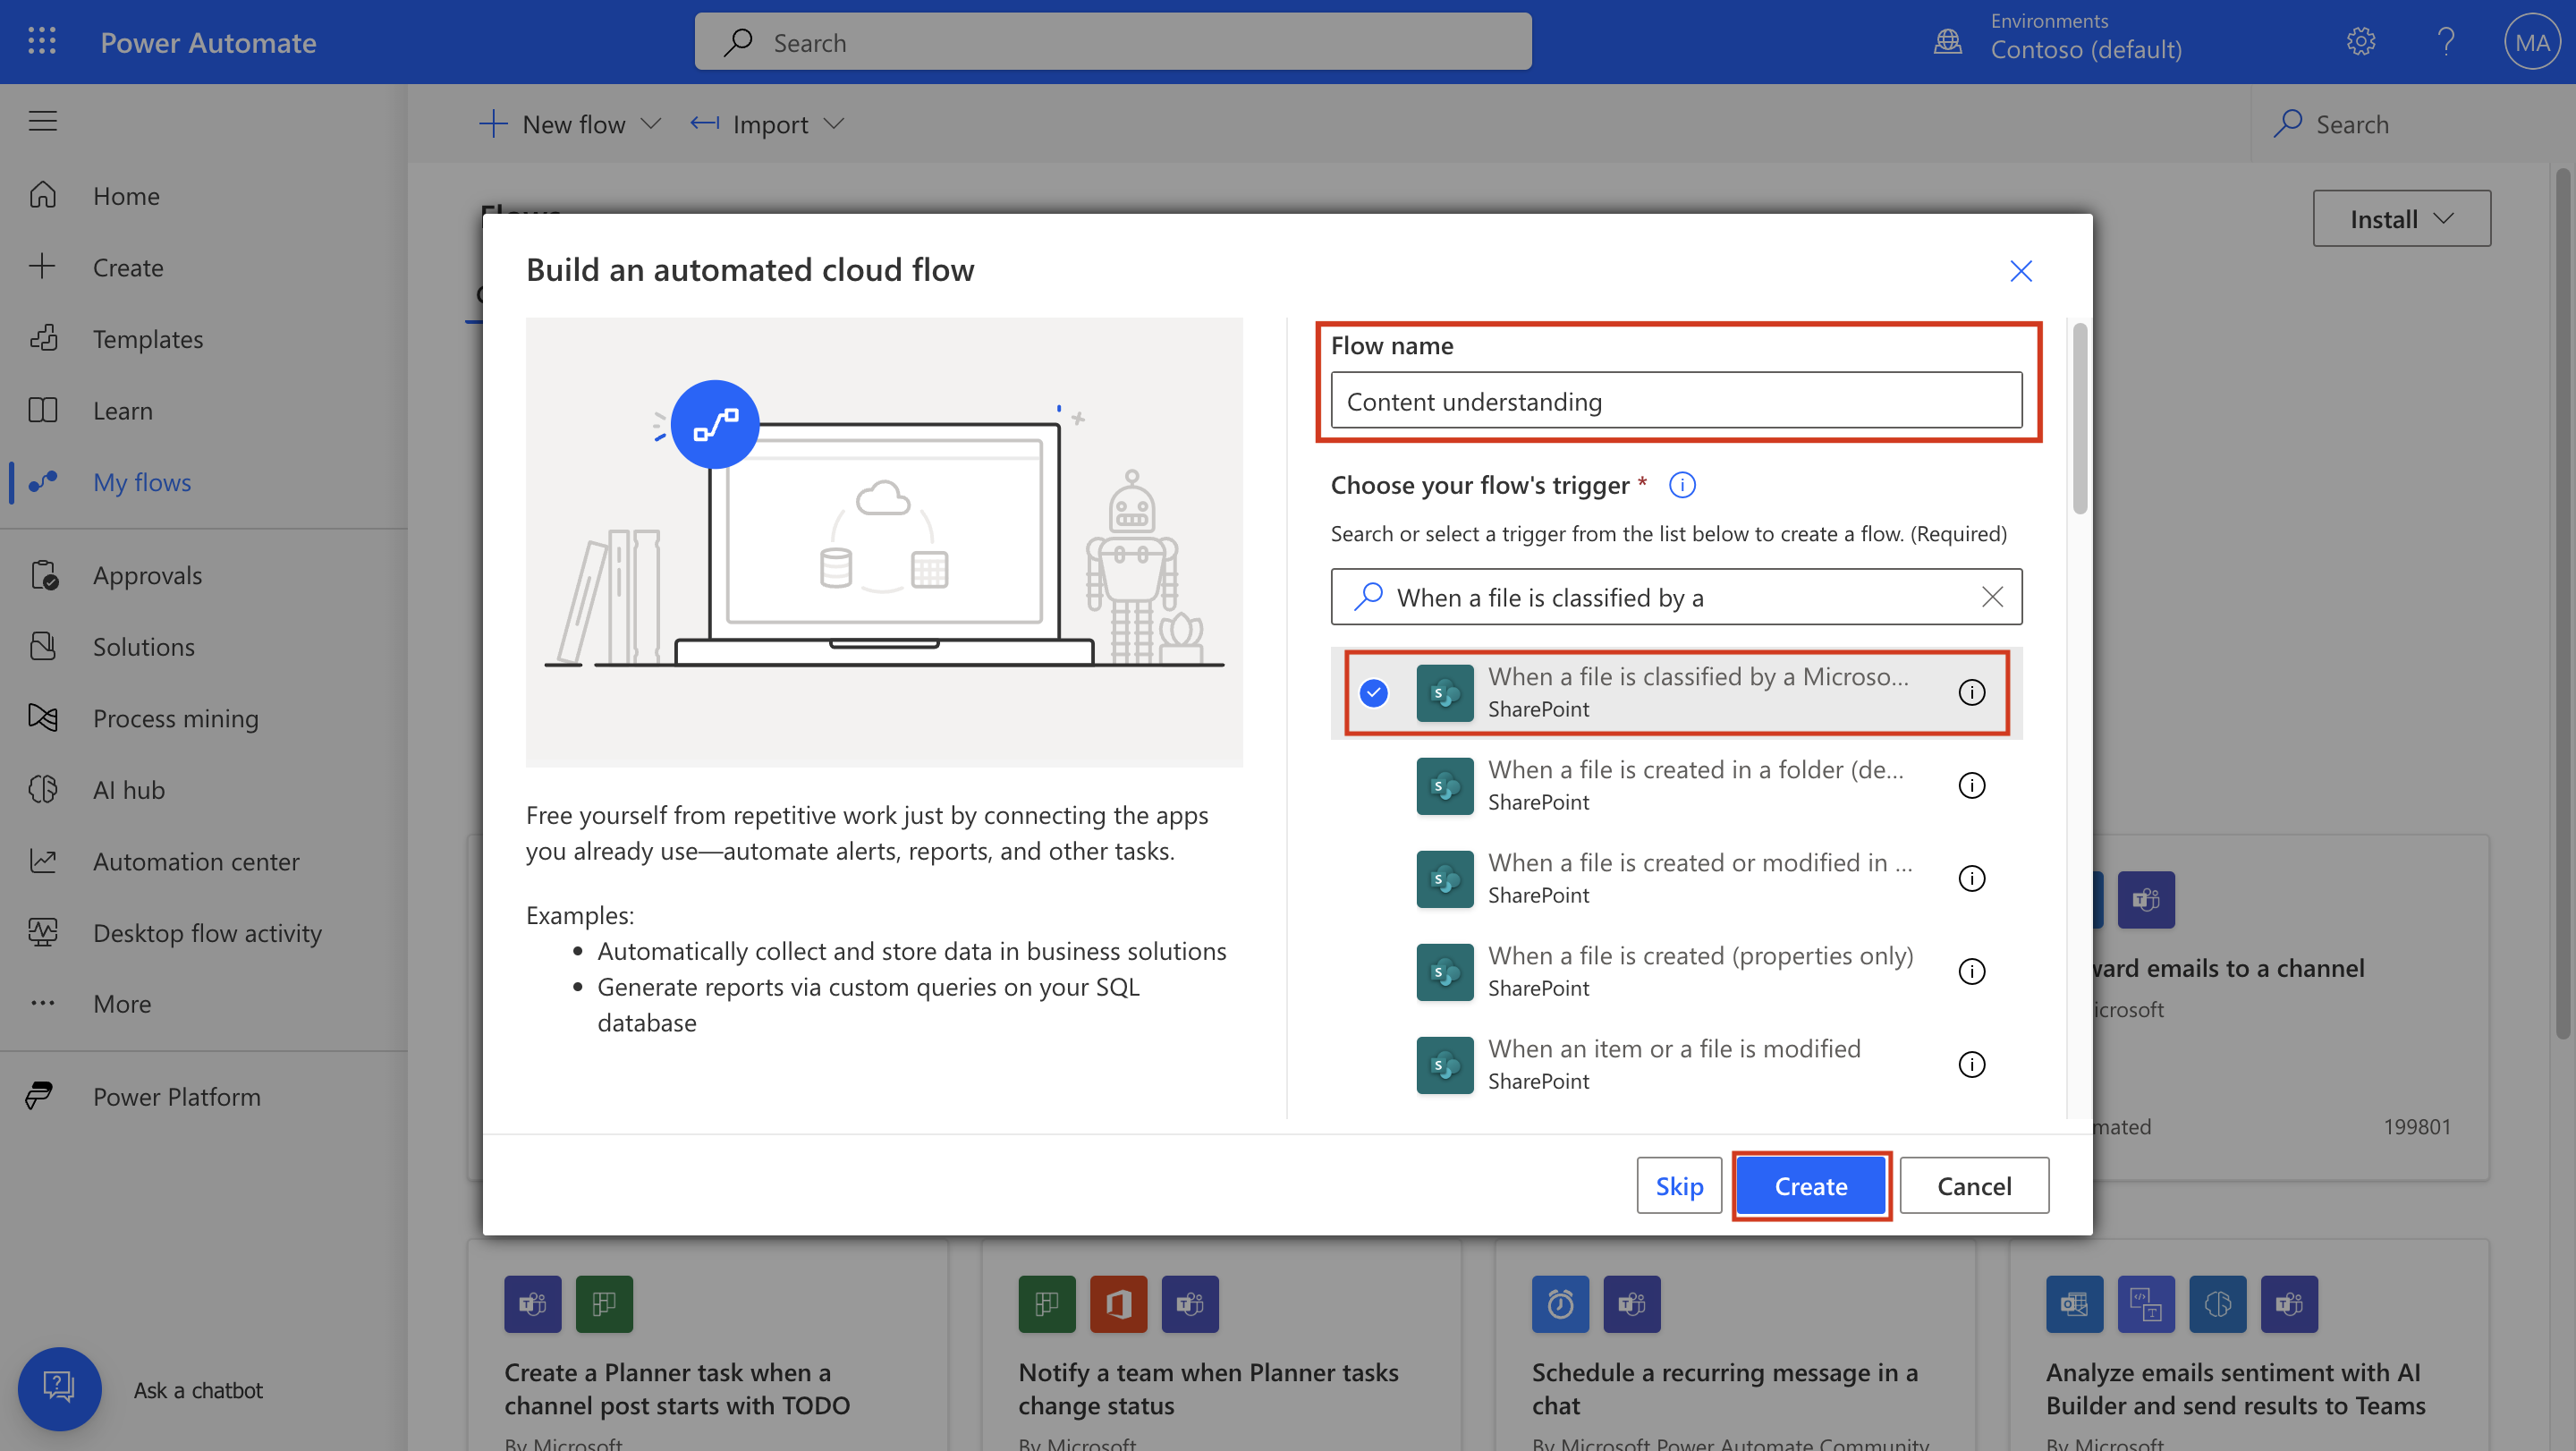 Power Automate
Search
Environments
Contoso (default)
MA
New flow
Import
Search
Home
Create
Templates
Learn
My flows
Approvals
Solutions
Process mining
AI hub
Automation center
Desktop flow activity
More
Power Platform
Ask a chatbot
Install
Build an automated cloud flow
Free yourself from repetitive work just by connecting the apps
you already use—automate alerts, reports, and other tasks.
Examples:
• Automatically collect and store data in business solutions
• Generate reports via custom queries on your SQL
database
Flow name
Content understanding
Choose your flow's trigger *
Search or select a trigger from the list below to create a flow. (Required)
When a file is classified by a
When a file is classified by a Microso...
SharePoint
When a file is created in a folder (de...
SharePoint
When a file is created or modified in ...
SharePoint
When a file is created (properties only)
SharePoint
When an item or a file is modified
SharePoint
Skip
Create
Cancel
ward emails to a channel
icrosoft
mated
199801
Create a Planner task when a
channel post starts with TODO
By Microsoft
Notify a team when Planner tasks
change status
By Microsoft
Schedule a recurring message in a
chat
By Microsoft Power Automate Community
Analyze emails sentiment with AI
Builder and send results to Teams
By Microsoft